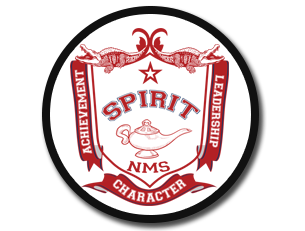 ACHIEVEMENT
LEADERSHIP
SPIRIT
NMS
CHARACTER